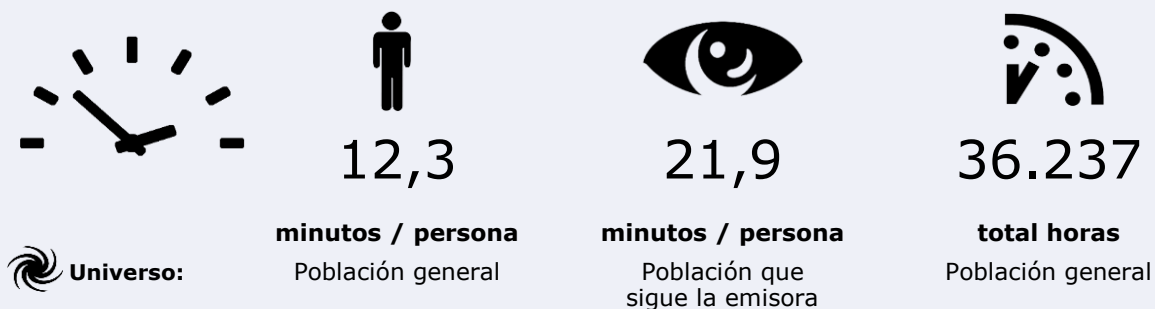 12,3
21,9
36.237
minutos / persona
minutos / persona
total horas
Universo:
Población general
Población que
sigue la emisora
Población general